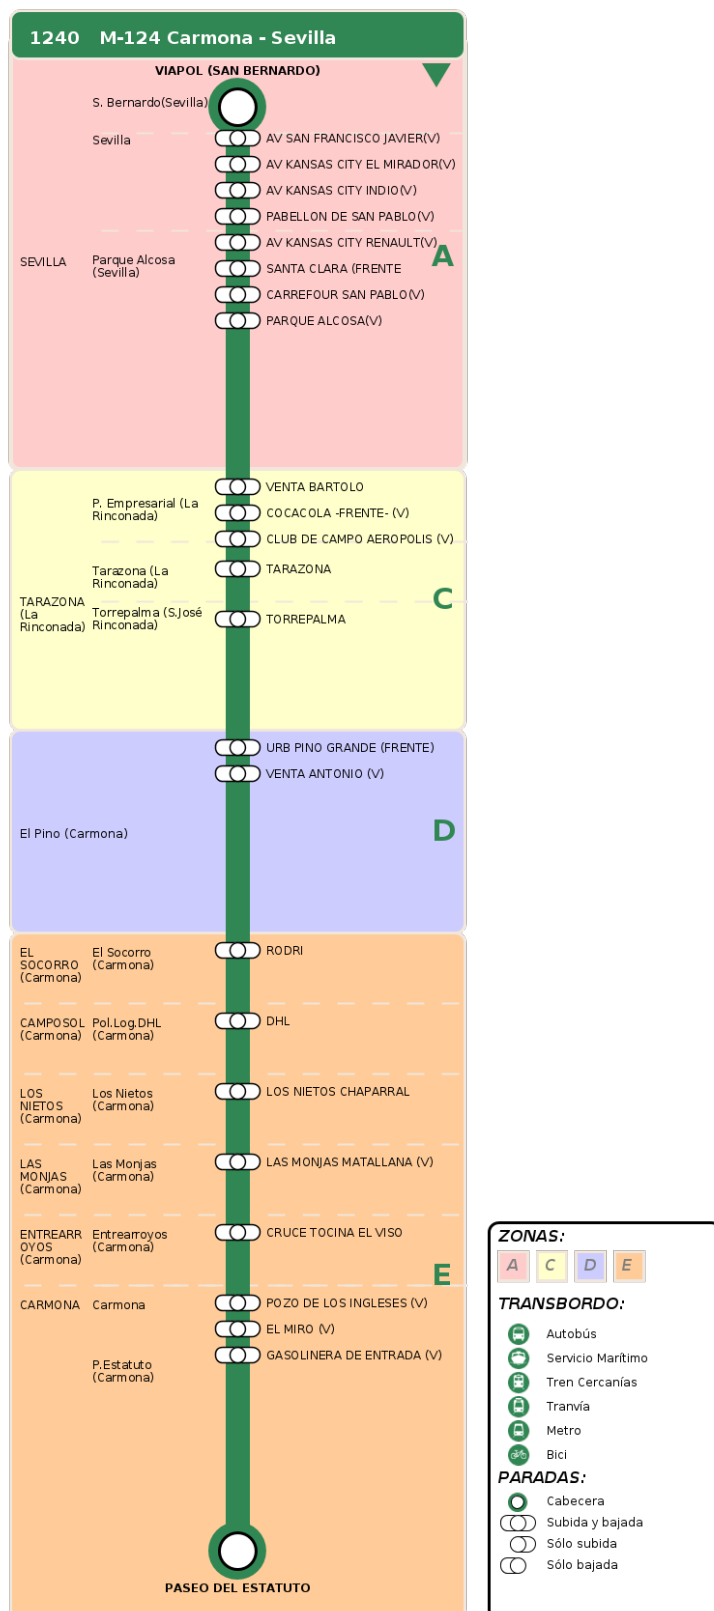 1240 M-124 Carmona - Sevilla
VIAPOL (SAN BERNARDO)
S. Bernardo(Sevilla)
Sevilla
AV SAN FRANCISCO JAVIER(V)
AV KANSAS CITY EL MIRADOR(V)
AV KANSAS CITY INDIO(V)
PABELLON DE SAN PABLO(V)
AV KANSAS CITY RENAULT(V)
A
SEVILLA
Parque Alcosa
(Sevilla)
SANTA CLARA (FRENTE
CARREFOUR SAN PABLO(V)
PARQUE ALCOSA(V)
VENTA BARTOLO
P. Empresarial (La
Rinconada)
COCACOLA -FRENTE- (V)
CLUB DE CAMPO AEROPOLIS (V)
Tarazona (La
Rinconada)
TARAZONA
TARAZONA
(La
Rinconada)
C
Torrepalma (S.José
Rinconada)
TORREPALMA
URB PINO GRANDE (FRENTE)
VENTA ANTONIO (V)
El Pino (Carmona)
D
EL
SOCORRO
(Carmona)
El Socorro
(Carmona)
RODRI
CAMPOSOL
(Carmona)
Pol.Log.DHL
(Carmona)
DHL
LOS
NIETOS
(Carmona)
Los Nietos
(Carmona)
LOS NIETOS CHAPARRAL
LAS
MONJAS
(Carmona)
Las Monjas
(Carmona)
LAS MONJAS MATALLANA (V)
ENTREARR
OYOS
(Carmona)
Entrearroyos
(Carmona)
CRUCE TOCINA EL VISO
E
CARMONA
Carmona
POZO DE LOS INGLESES (V)
EL MIRO (V)
GASOLINERA DE ENTRADA (V)
P.Estatuto
(Carmona)
PASEO DEL ESTATUTO
ZONAS:
A C D E
TRANSBORDO:
Autobús
Servicio Marítimo
Tren Cercanías
Tranvía
Metro
Bici
PARADAS:
Cabecera
Subida y bajada
Sólo subida
Sólo bajada